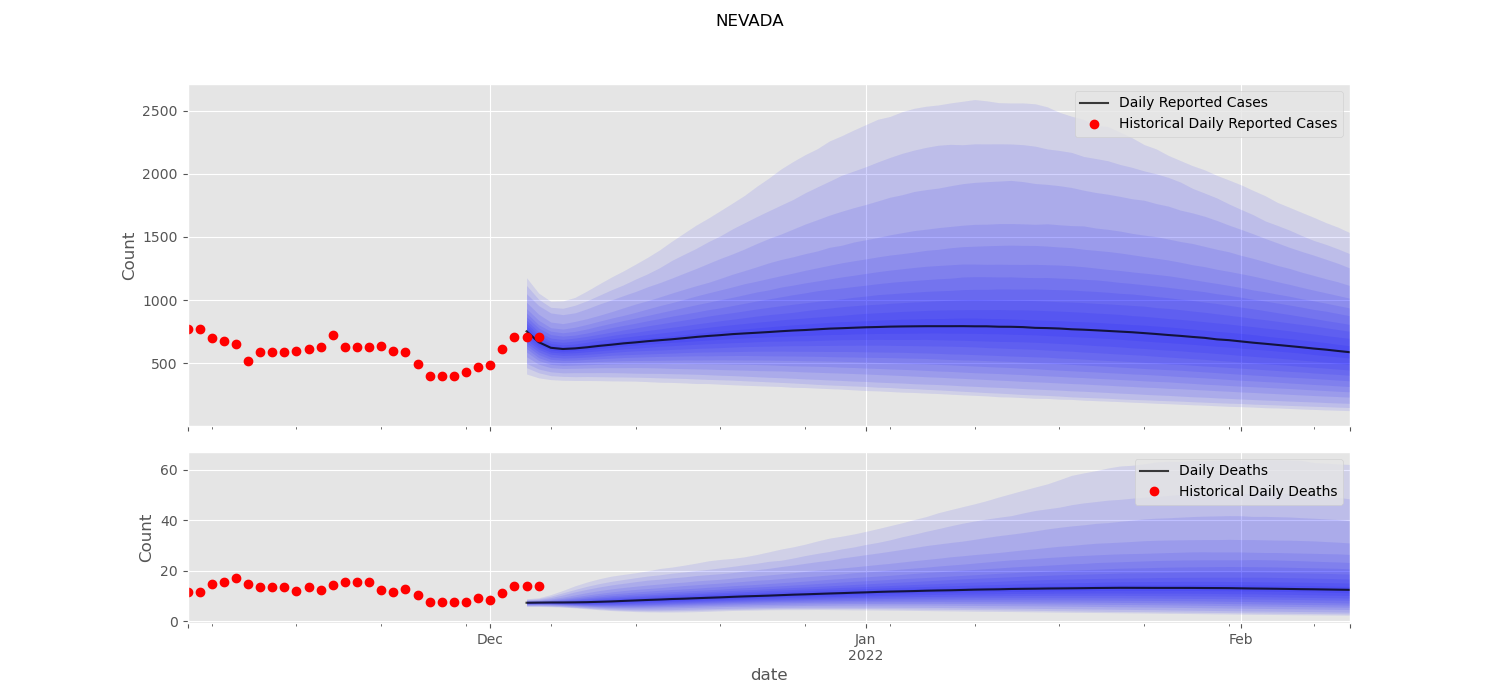 NEVADA
2500
2000
1500
1000
500
Count
Daily Reported Cases
Historical Daily Reported Cases
60
40
20
0
Count
Daily Deaths
Historical Daily Deaths
Dec
Jan
2022
Feb
date